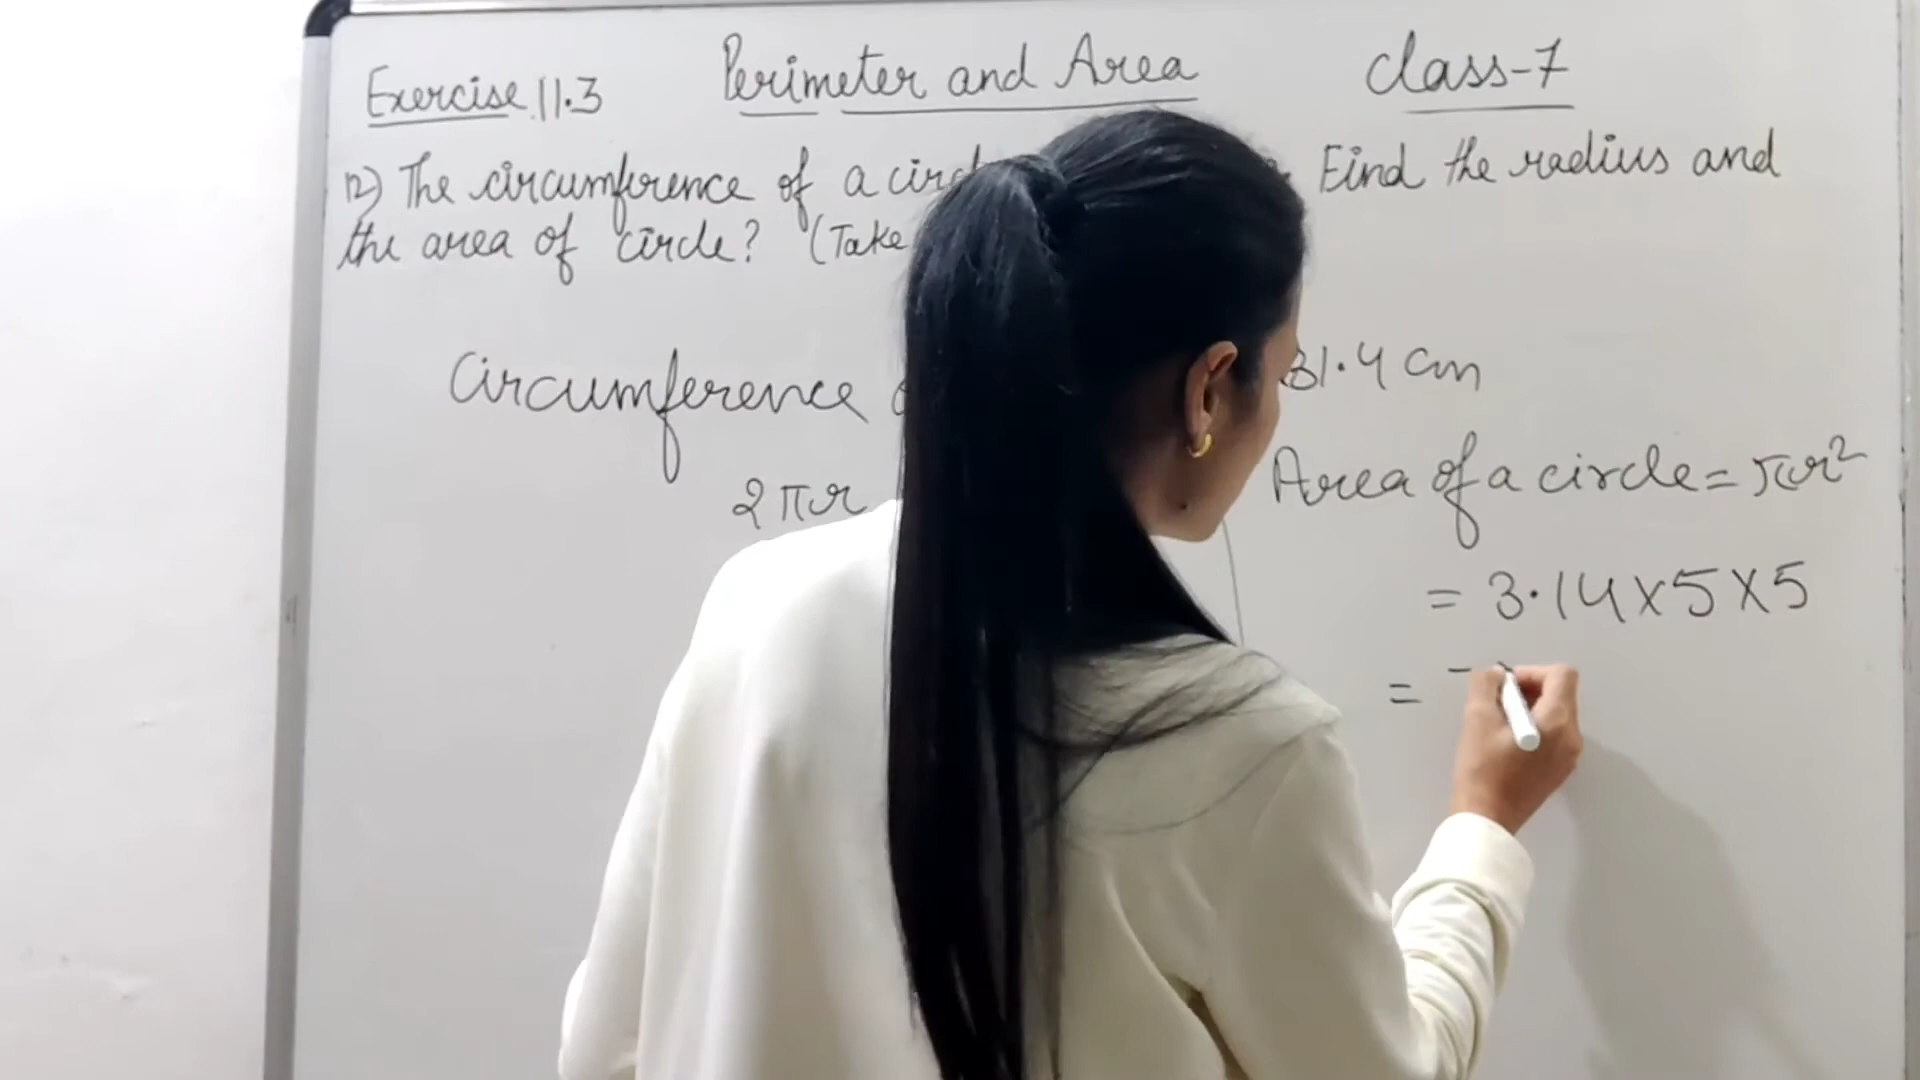 Exercise 11.3 Perimeter and Area Class-7
12) The circumference of a Find the radius and
the area of circle? (Take
Circumference 31.4 cm
2πr
Area of a circle = πr²
= 3.14×5×5
=